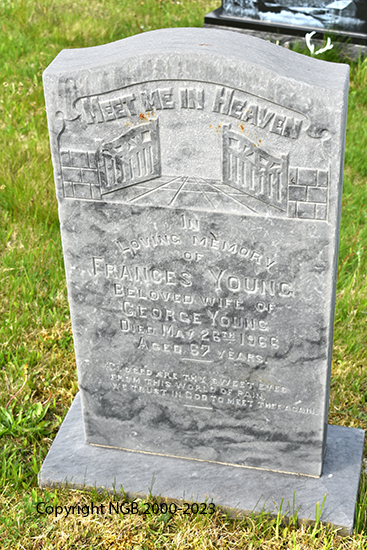 MEET ME IN HEAVEN
IN
LOVING MEMORY
OF
FRANCES YOUNG
BELOVED WIFE OF
GEORGE YOUNG
DIED MAY 26TH 1966
AGED 67 YEARS.
CLOSED ARE THY SWEET EYES
FROM THIS WORLD OF PAIN,
WE TRUST IN GOD TO MEET THEE AGAIN.
Copyright NGB 2000-2023